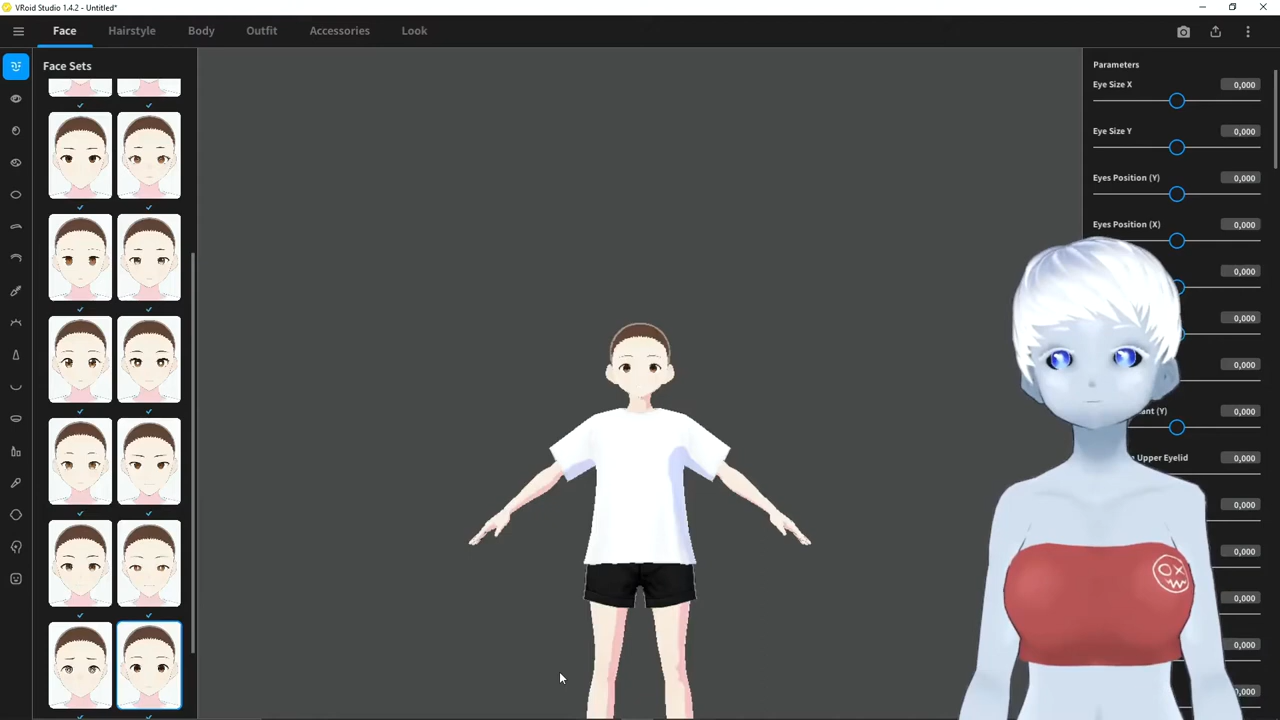 VRoid Studio 1.4.2 - Untitled*
Face Hairstyle Body Outfit Accessories Look
Face Sets
Parameters
Eye Size X 0,000
Eye Size Y 0,000
Eyes Position (Y) 0,000
Eyes Position (X) 0,000
0,000
0,000
0,000
(Y) 0,000
Upper Eyelid 0,000
0,000
0,000
0,000
0,000
0,000